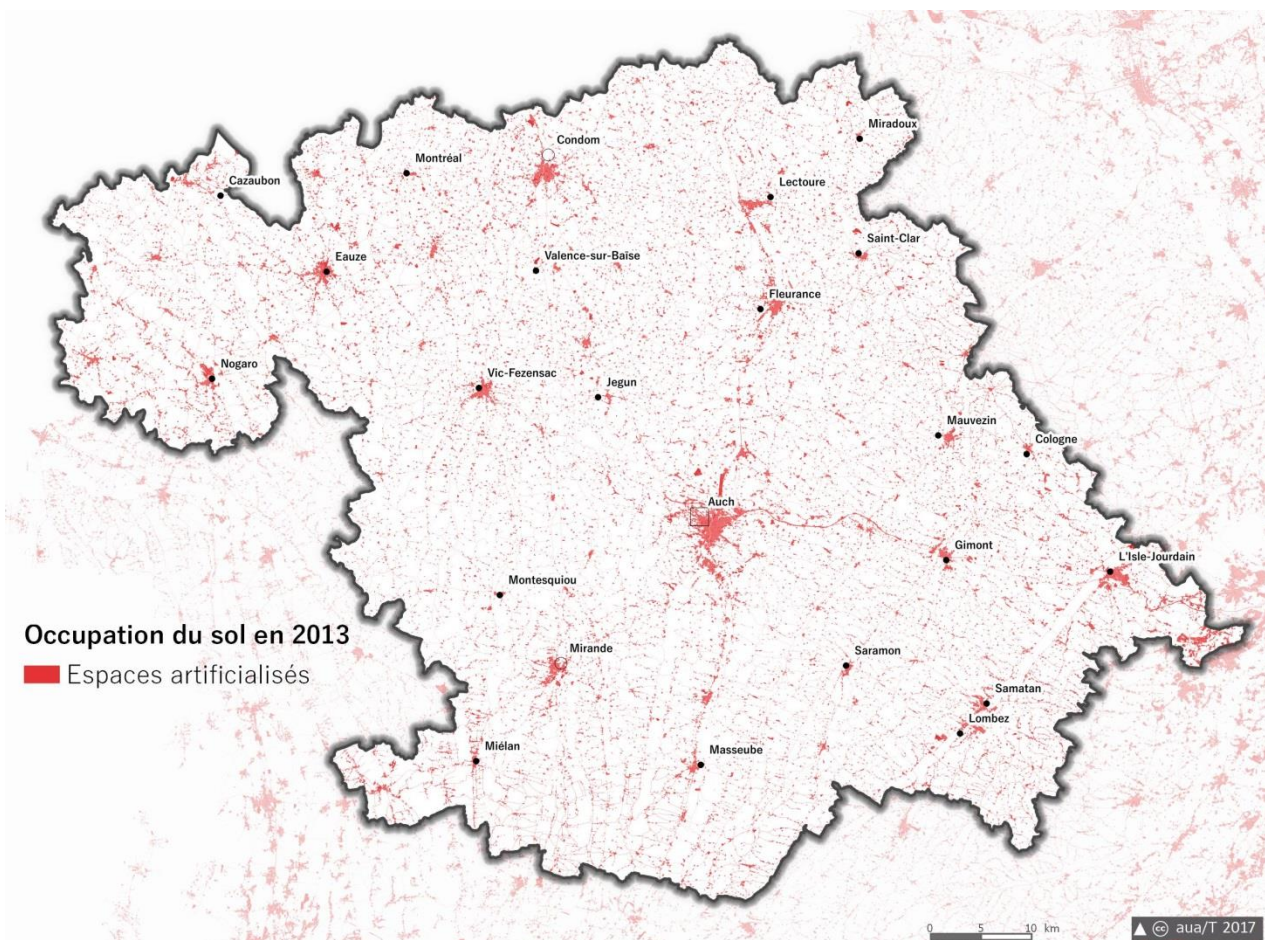 Miradoux
Condom
Montréal
Cazaubon
Lectoure
Saint-Clar
Eauze
Valence-sur-Baïse
Fleurance
Nogaro
Vic-Fezensac
Jegun
Mauvezin
Cologne
Auch
Gimont
L'Isle-Jourdain
Montesquiou
Occupation du sol en 2013
Espaces artificialisés
Mirande
Saramon
Samatan
Lombez
Miélan
Masseube
0 5 10 km
cc aua/T 2017